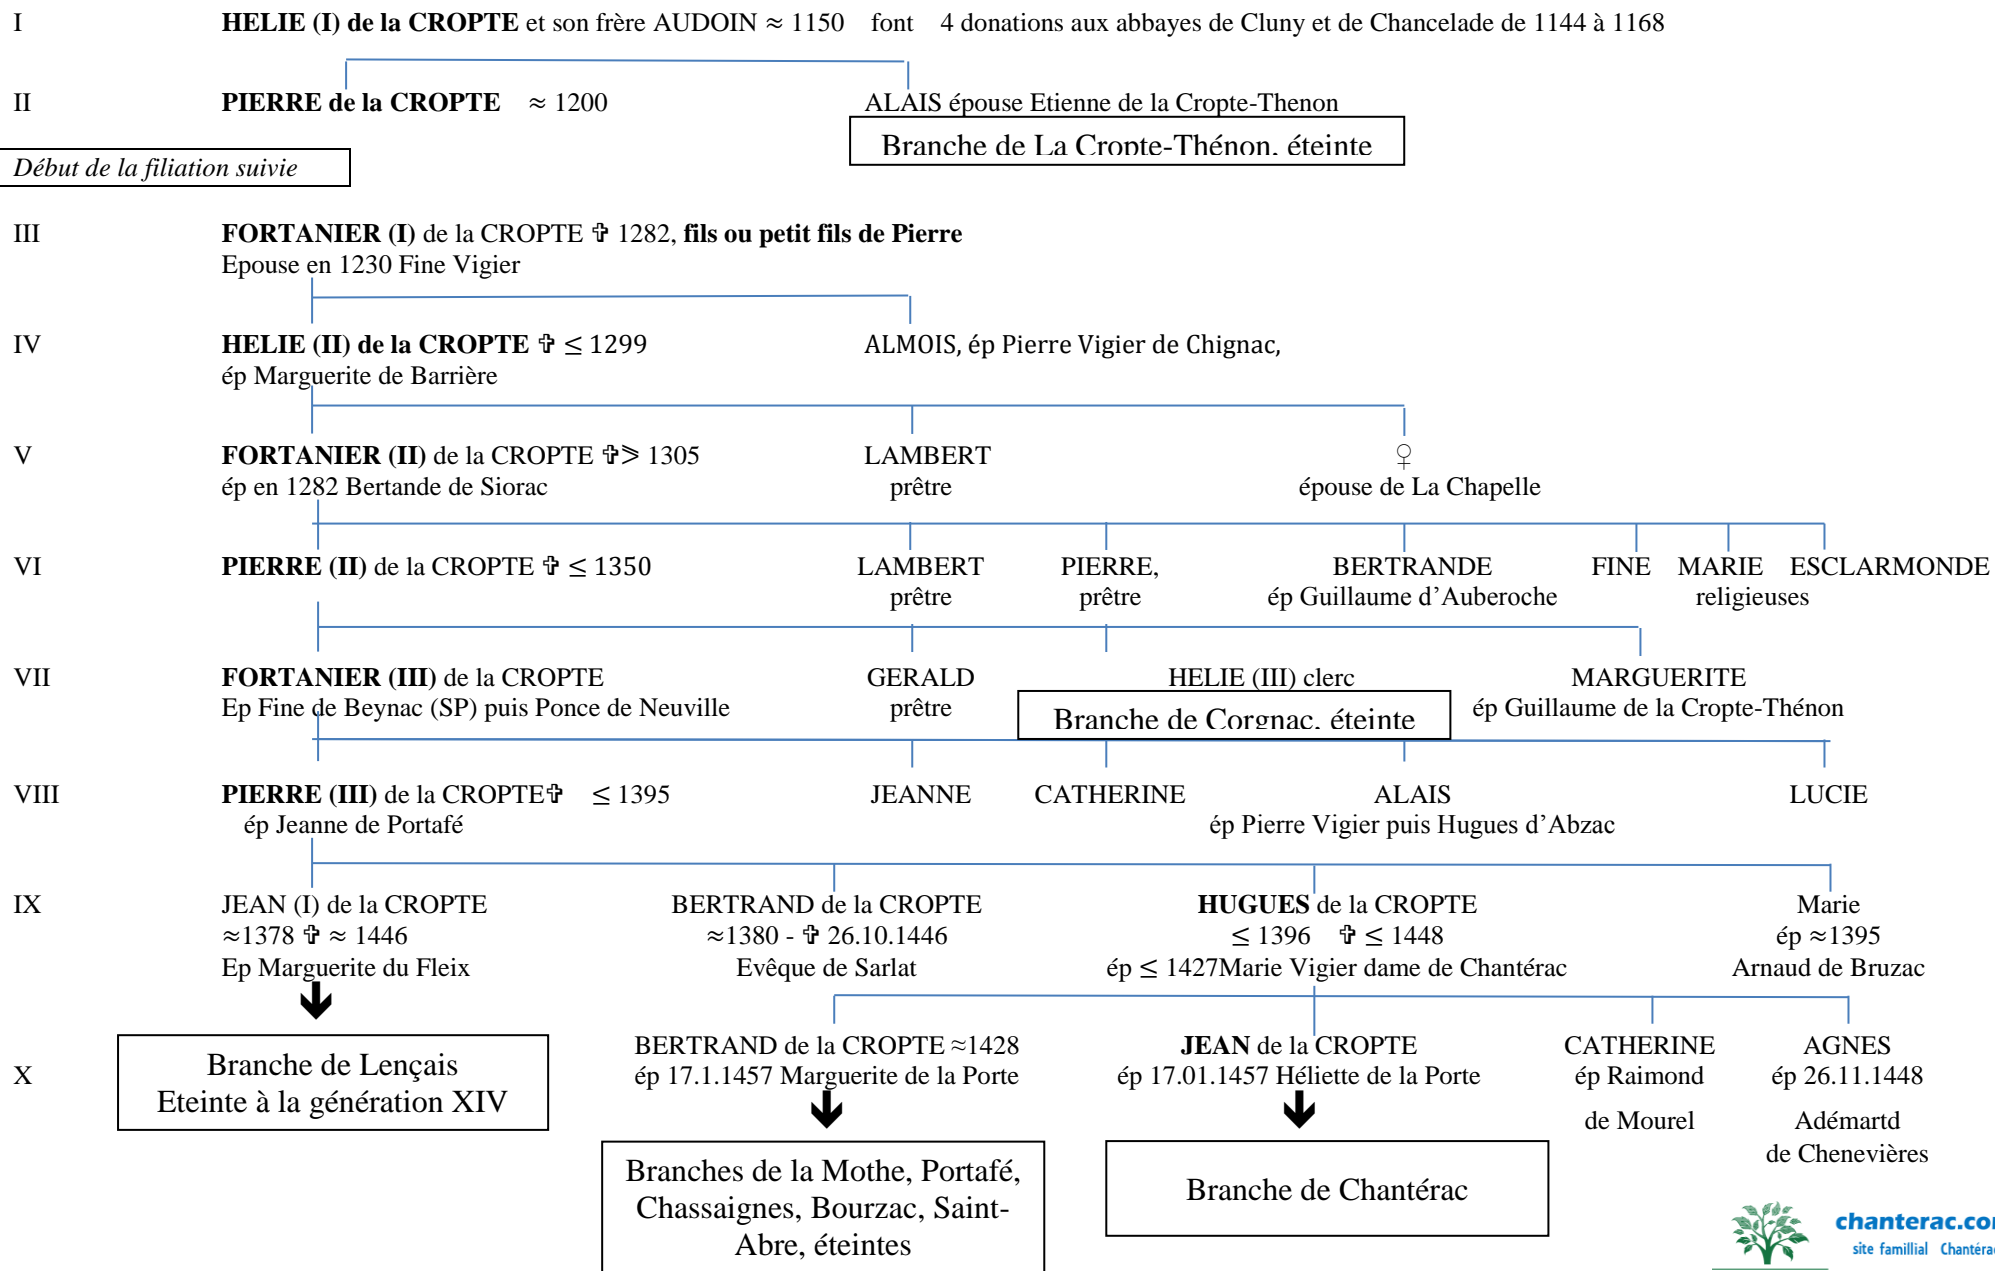 I HELIE (I) de la CROPTE et son frère AUDOIN ≈ 1150 font 4 donations aux abbayes de Cluny et de Chancelade de 1144 à 1168
II PIERRE de la CROPTE ≈ 1200 ALAIS épouse Etienne de la Cropte-Thenon
Branche de La Cropte-Thénon, éteinte
Début de la filiation suivie
III FORTANIER (I) de la CROPTE ✞ 1282, fils ou petit fils de Pierre
Epouse en 1230 Fine Vigier
IV HELIE (II) de la CROPTE ✞ ≤ 1299 ALMOIS, ép Pierre Vigier de Chignac,
ép Marguerite de Barrière
V FORTANIER (II) de la CROPTE ✞⩾ 1305 LAMBERT ♀
ép en 1282 Bertande de Siorac prêtre épouse de La Chapelle
VI PIERRE (II) de la CROPTE ✞ ≤ 1350 LAMBERT PIERRE, BERTRANDE FINE MARIE ESCLARMONDE
prêtre prêtre ép Guillaume d’Auberoche religieuses
VII FORTANIER (III) de la CROPTE GERALD HELIE (III) clerc MARGUERITE
Ep Fine de Beynac (SP) puis Ponce de Neuville prêtre Branche de Corgnac, éteinte ép Guillaume de la Cropte-Thénon
VIII PIERRE (III) de la CROPTE✞ ≤ 1395 JEANNE CATHERINE ALAIS LUCIE
ép Jeanne de Portafé ép Pierre Vigier puis Hugues d’Abzac
IX JEAN (I) de la CROPTE BERTRAND de la CROPTE HUGUES de la CROPTE Marie
≈1378 ✞ ≈ 1446 ≈1380 - ✞ 26.10.1446 ≤ 1396 ✞ ≤ 1448 ép ≈1395
Ep Marguerite du Fleix Evêque de Sarlat ép ≤ 1427Marie Vigier dame de Chantérac Arnaud de Bruzac
BERTRAND de la CROPTE ≈1428 JEAN de la CROPTE CATHERINE AGNES
X ép 17.1.1457 Marguerite de la Porte ép 17.01.1457 Héliette de la Porte ép Raimond ép 26.11.1448
de Mourel Adémartd
de Chenevières
Branche de Lençais
Eteinte à la génération XIV
Branches de la Mothe, Portafé,
Chassaignes, Bourzac, Saint-
Abre, éteintes
Branche de Chantérac
chanterac.co
site famillial Chantéra